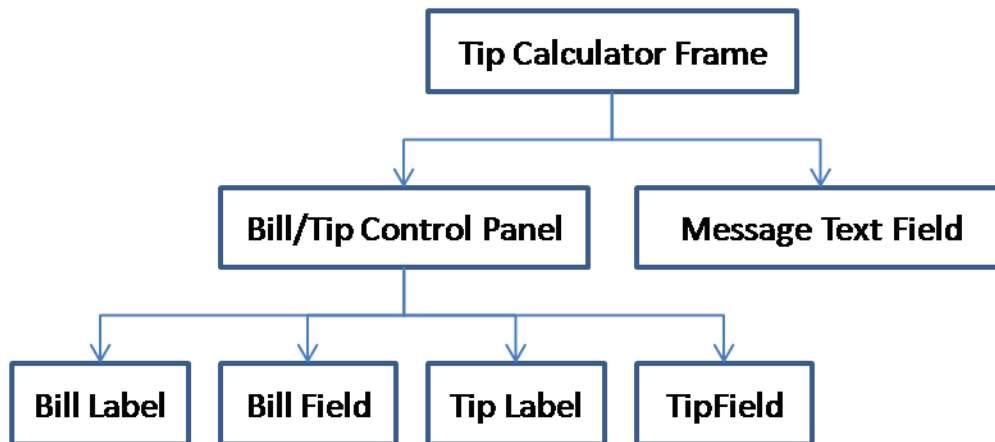 Tip Calculator Frame
Bill/Tip Control Panel
Message Text Field
Bill Label
Bill Field
Tip Label
TipField